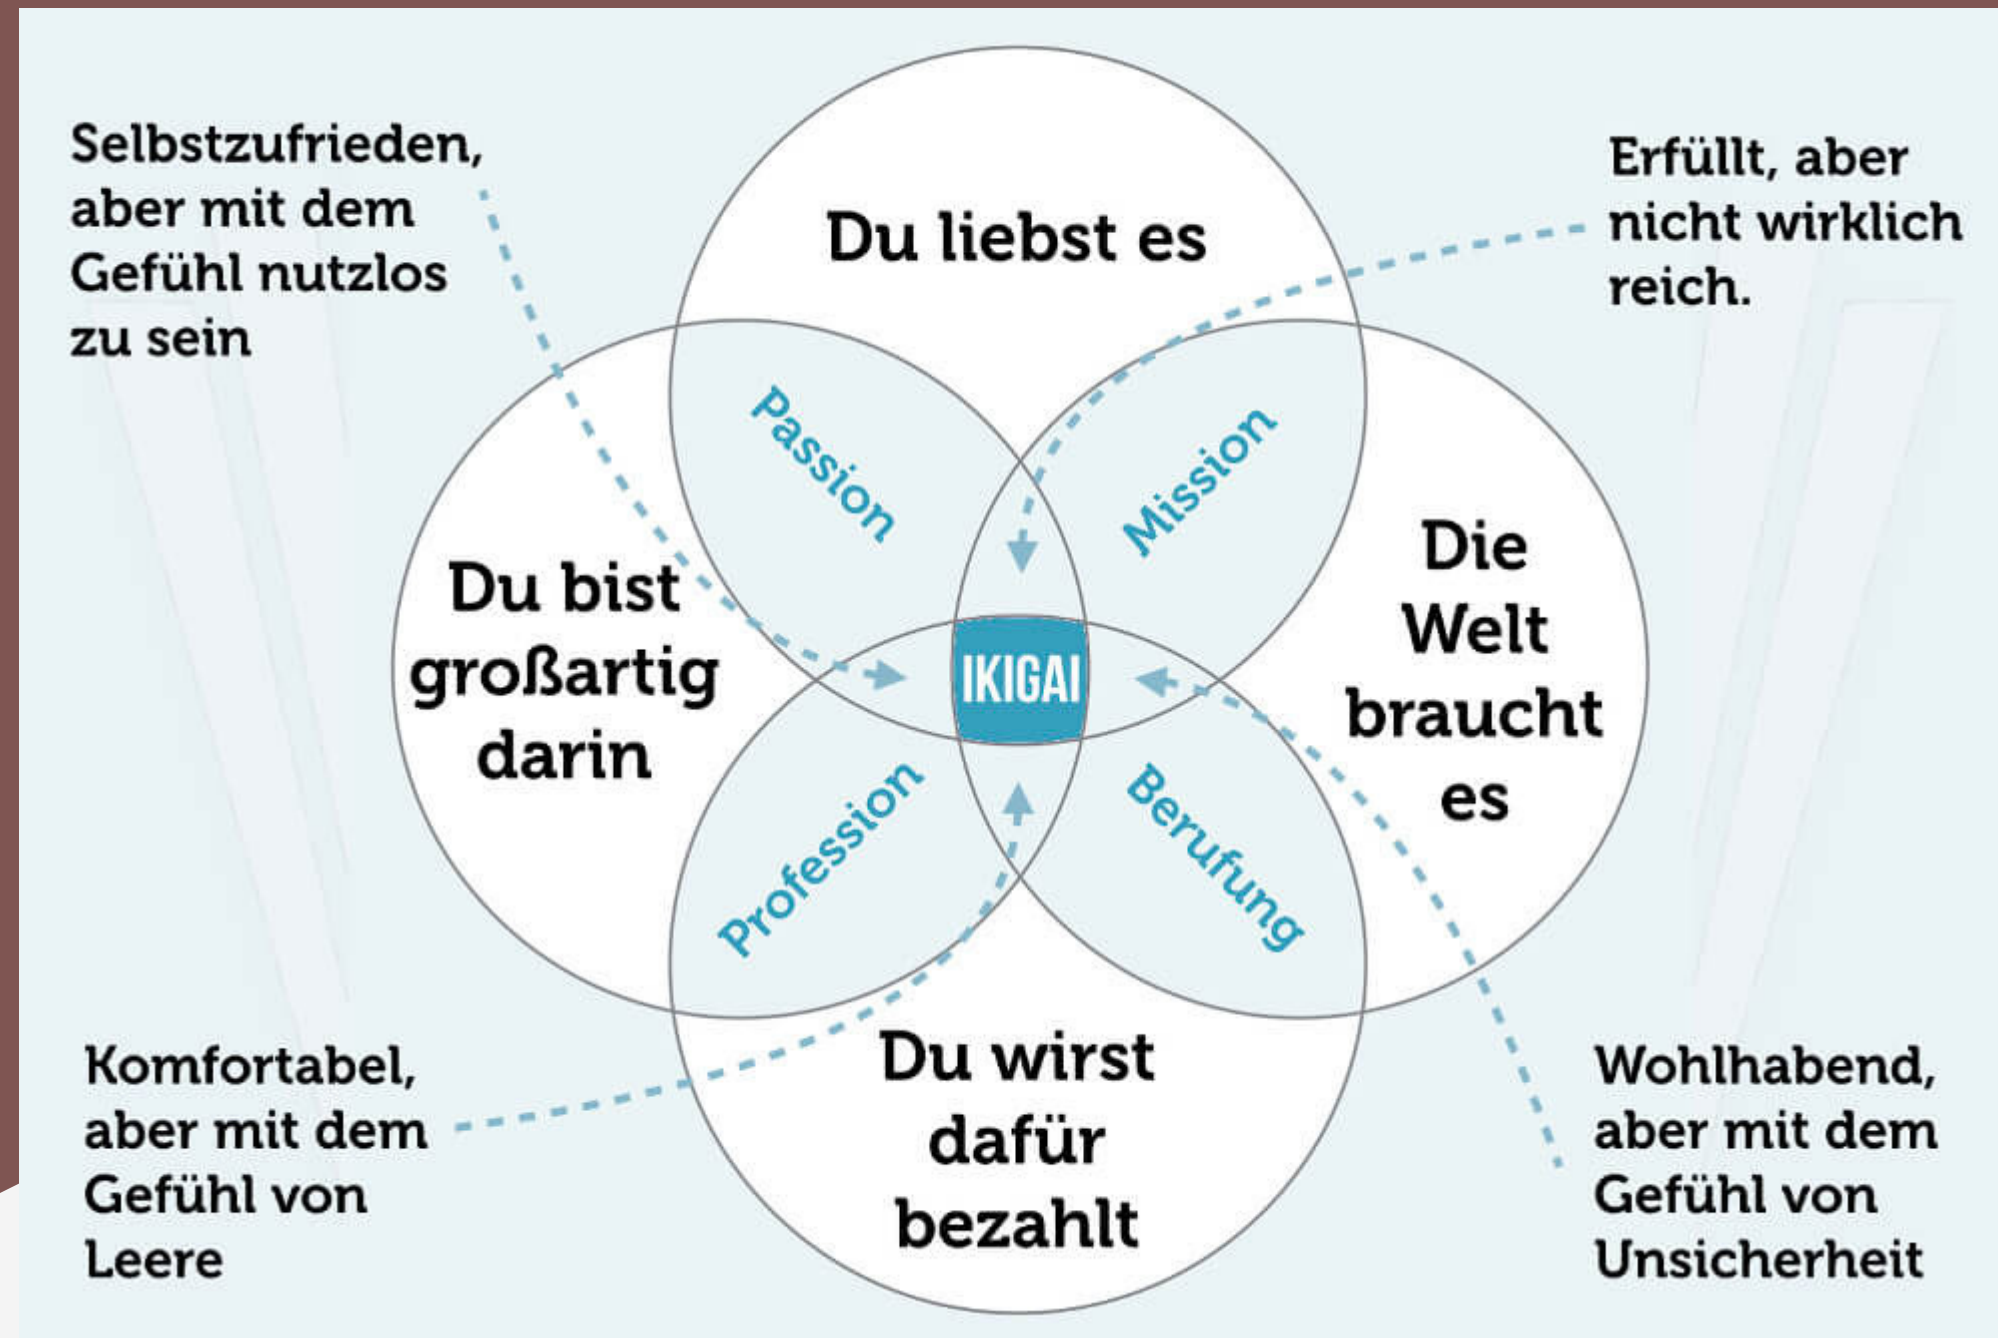 Selbstzufrieden,
aber mit dem
Gefühl nutzlos
zu sein
Du liebst es
Erfüllt, aber
nicht wirklich
reich.
Passion
Mission
Du bist
großartig
darin
IKIGAI
Die
Welt
braucht
es
Profession
Berufung
Komfortabel,
aber mit dem
Gefühl von
Leere
Du wirst
dafür
bezahlt
Wohlhabend,
aber mit dem
Gefühl von
Unsicherheit